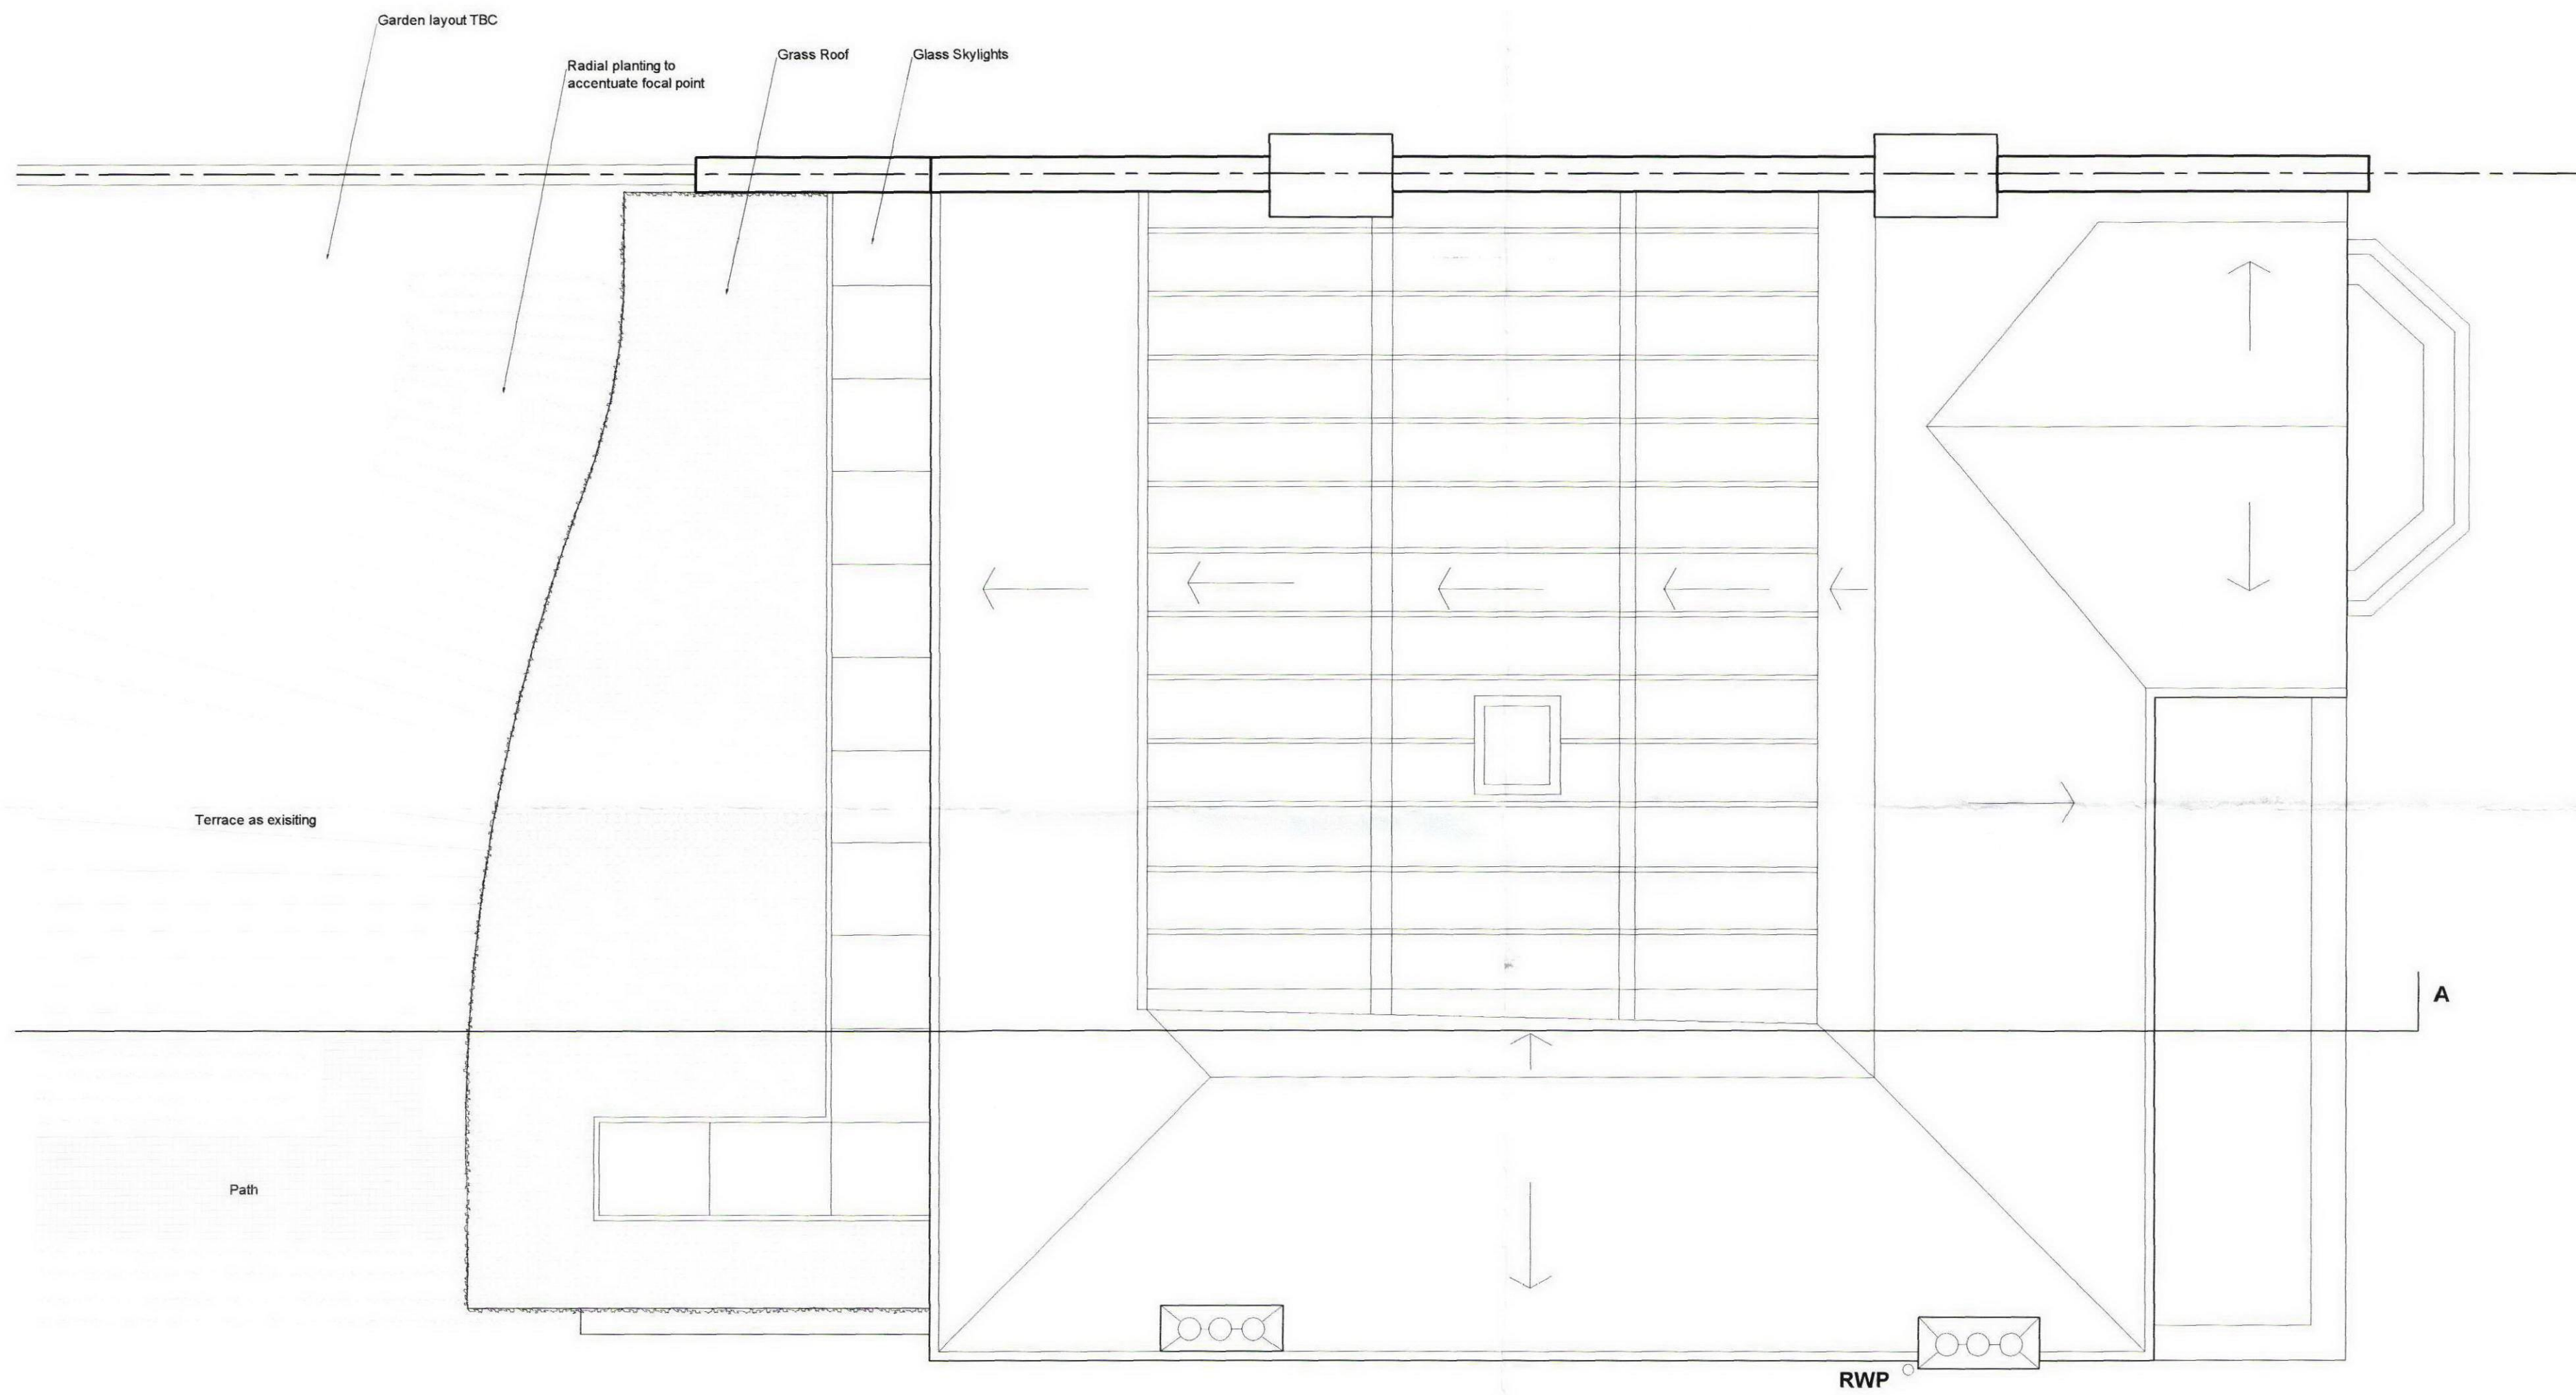 Garden layout TBC
Radial planting to
accentuate focal point
Grass Roof
Glass Skylights
Terrace as exisiting
Path
A
RWP